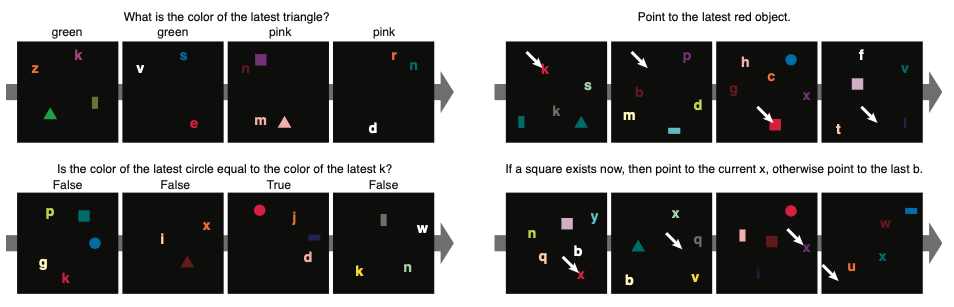 What is the color of the latest triangle?
green green pink pink
k
z
s
v
e
n
m
r
n
d
Point to the latest red object.
k
s
k
p
b
d
m
h
c
g
x
f
v
t
l
Is the color of the latest circle equal to the color of the latest k?
False False True False
p
g
k
x
i
j
d
w
n
k
If a square exists now, then point to the current x, otherwise point to the last b.
y
n
b
q
x
x
q
b
v
x
i
w
x
u